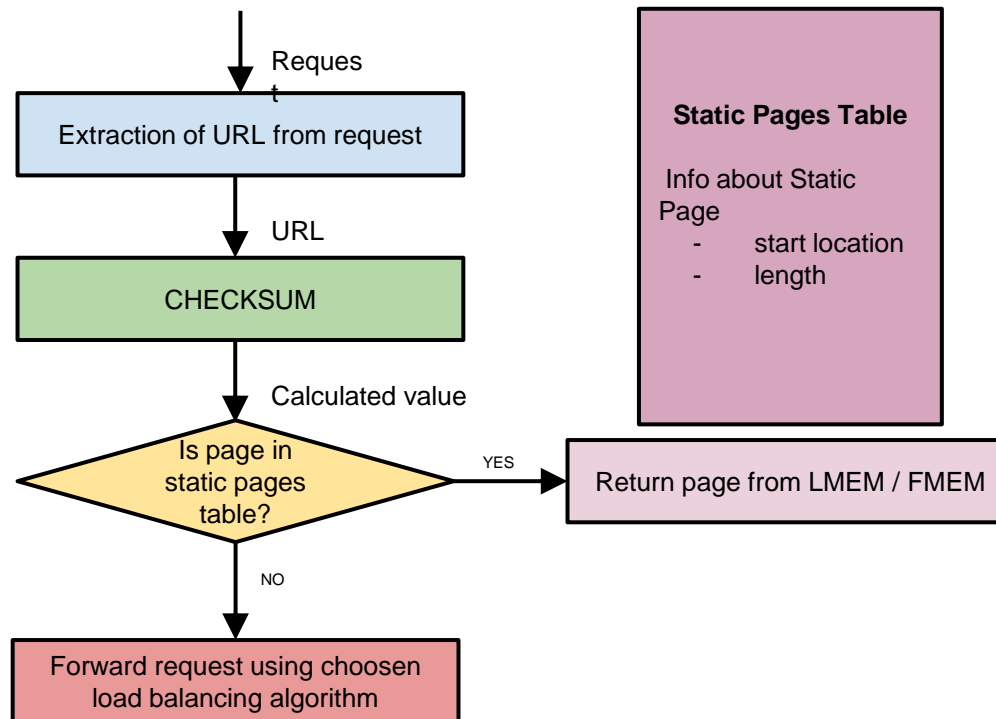 Reques
t
Extraction of URL from request
URL
CHECKSUM
Calculated value
Is page in
static pages
table?
YES
NO
Return page from LMEM / FMEM
Forward request using choosen
load balancing algorithm
Static Pages Table
Info about Static
Page
- start location
- length